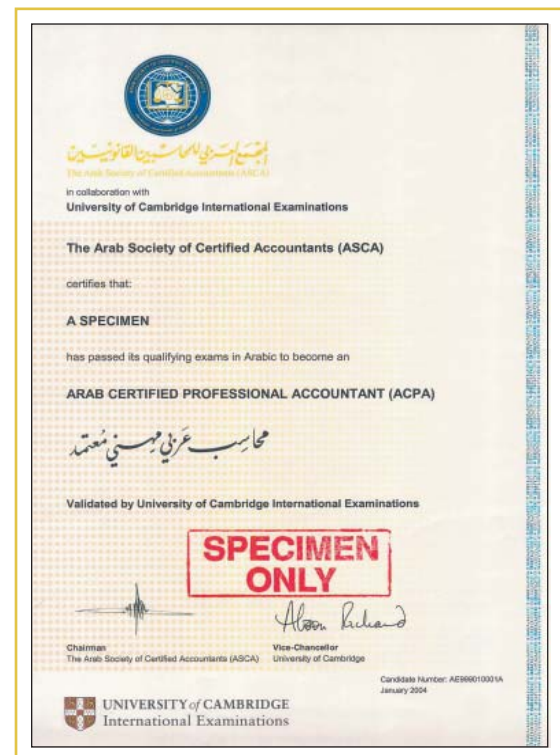 المجمع العربي للمحاسبين القانونيين
The Arab Society of Certified Accountants (ASCA)
in collaboration with
University of Cambridge International Examinations
The Arab Society of Certified Accountants (ASCA)
certifies that:
A SPECIMEN
has passed its qualifying exams in Arabic to become an
ARAB CERTIFIED PROFESSIONAL ACCOUNTANT (ACPA)
محاسب عربي مهني معتمد
Validated by University of Cambridge International Examinations
SPECIMEN
ONLY
Alison Richard
Chairman
The Arab Society of Certified Accountants (ASCA)
Vice-Chancellor
University of Cambridge
Candidate Number: AE999010001A
January 2004
UNIVERSITY of CAMBRIDGE
International Examinations